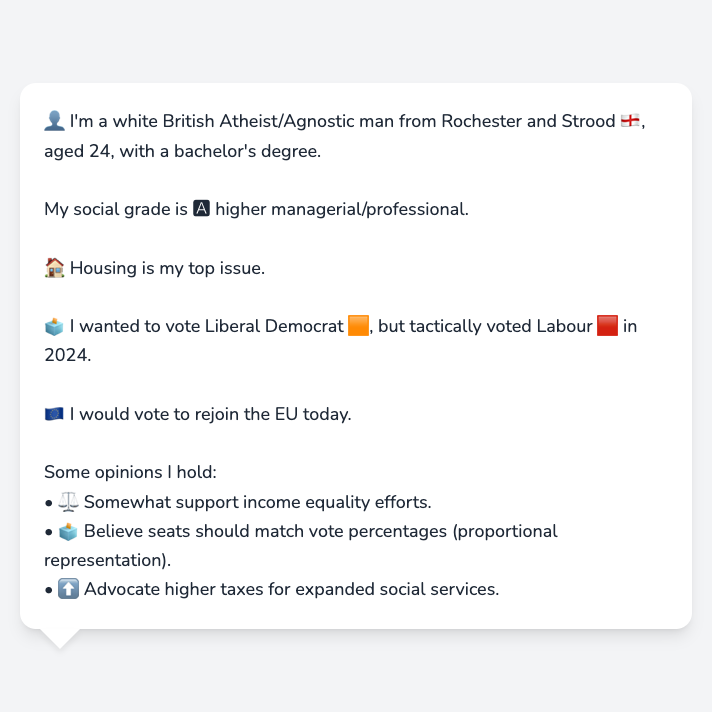 👤 I'm a white British Atheist/Agnostic man from Rochester and Strood 🏴󠁧󠁢󠁥󠁮󠁧󠁿,
aged 24, with a bachelor's degree.
My social grade is 🅰 higher managerial/professional.
🏠 Housing is my top issue.
🗳️ I wanted to vote Liberal Democrat 🟧, but tactically voted Labour 🟥 in
2024.
🇪🇺 I would vote to rejoin the EU today.
Some opinions I hold:
• ⚖️ Somewhat support income equality efforts.
• 🗳️ Believe seats should match vote percentages (proportional
representation).
• ⬆️ Advocate higher taxes for expanded social services.